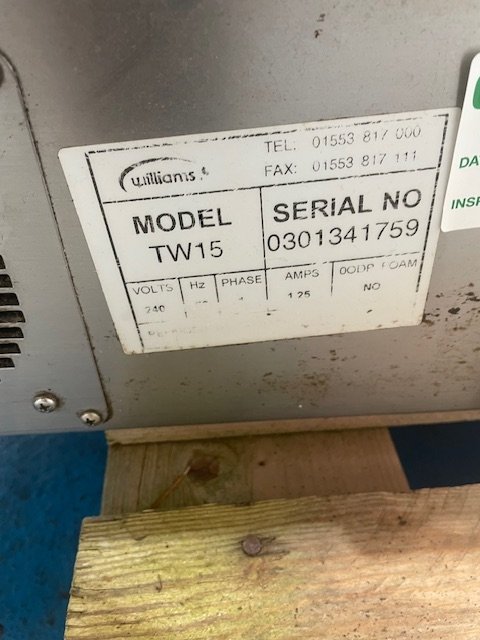 williams
TEL: 01553 817 000
FAX: 01553 817 111
MODEL
TW15
SERIAL NO
0301341759
VOLTS Hz PHASE AMPS 0ODP FOAM
240 1.25 NO
DA
INSP